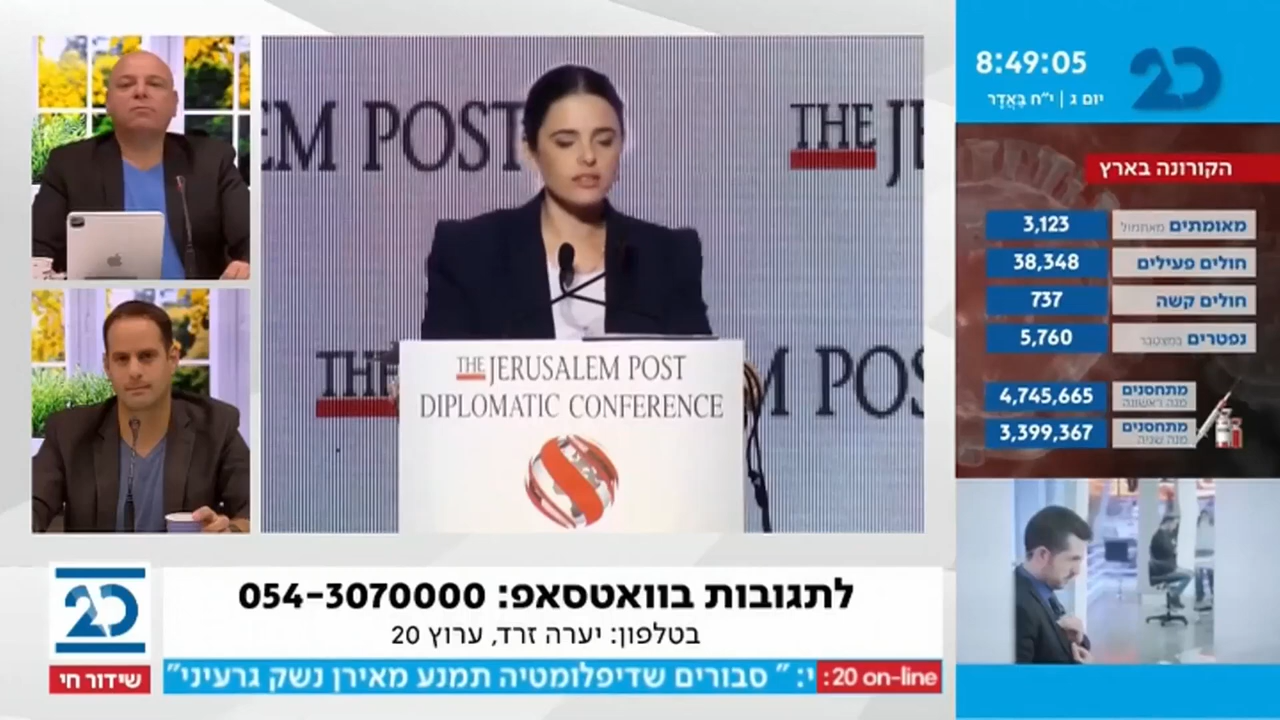 EM POST
THE JE
THE
M POS
THE JERUSALEM POST
DIPLOMATIC CONFERENCE
8:49:05
20
יום ג | י״ח בַּאֲדָר
הקורונה בארץ
מאומתים מאתמול 3,123
חולים פעילים 38,348
חולים קשה 737
נפטרים במצטבר 5,760
מתחסנים מנה ראשונה 4,745,665
מתחסנים מנה שניה 3,399,367
לתגובות בוואטסאפ: 054-3070000
בטלפון: יערה זרד, ערוץ 20
20
שידור חי
20 on-line:
י: " סבורים שדיפלומטיה תמנע מאירן נשק גרעיני"